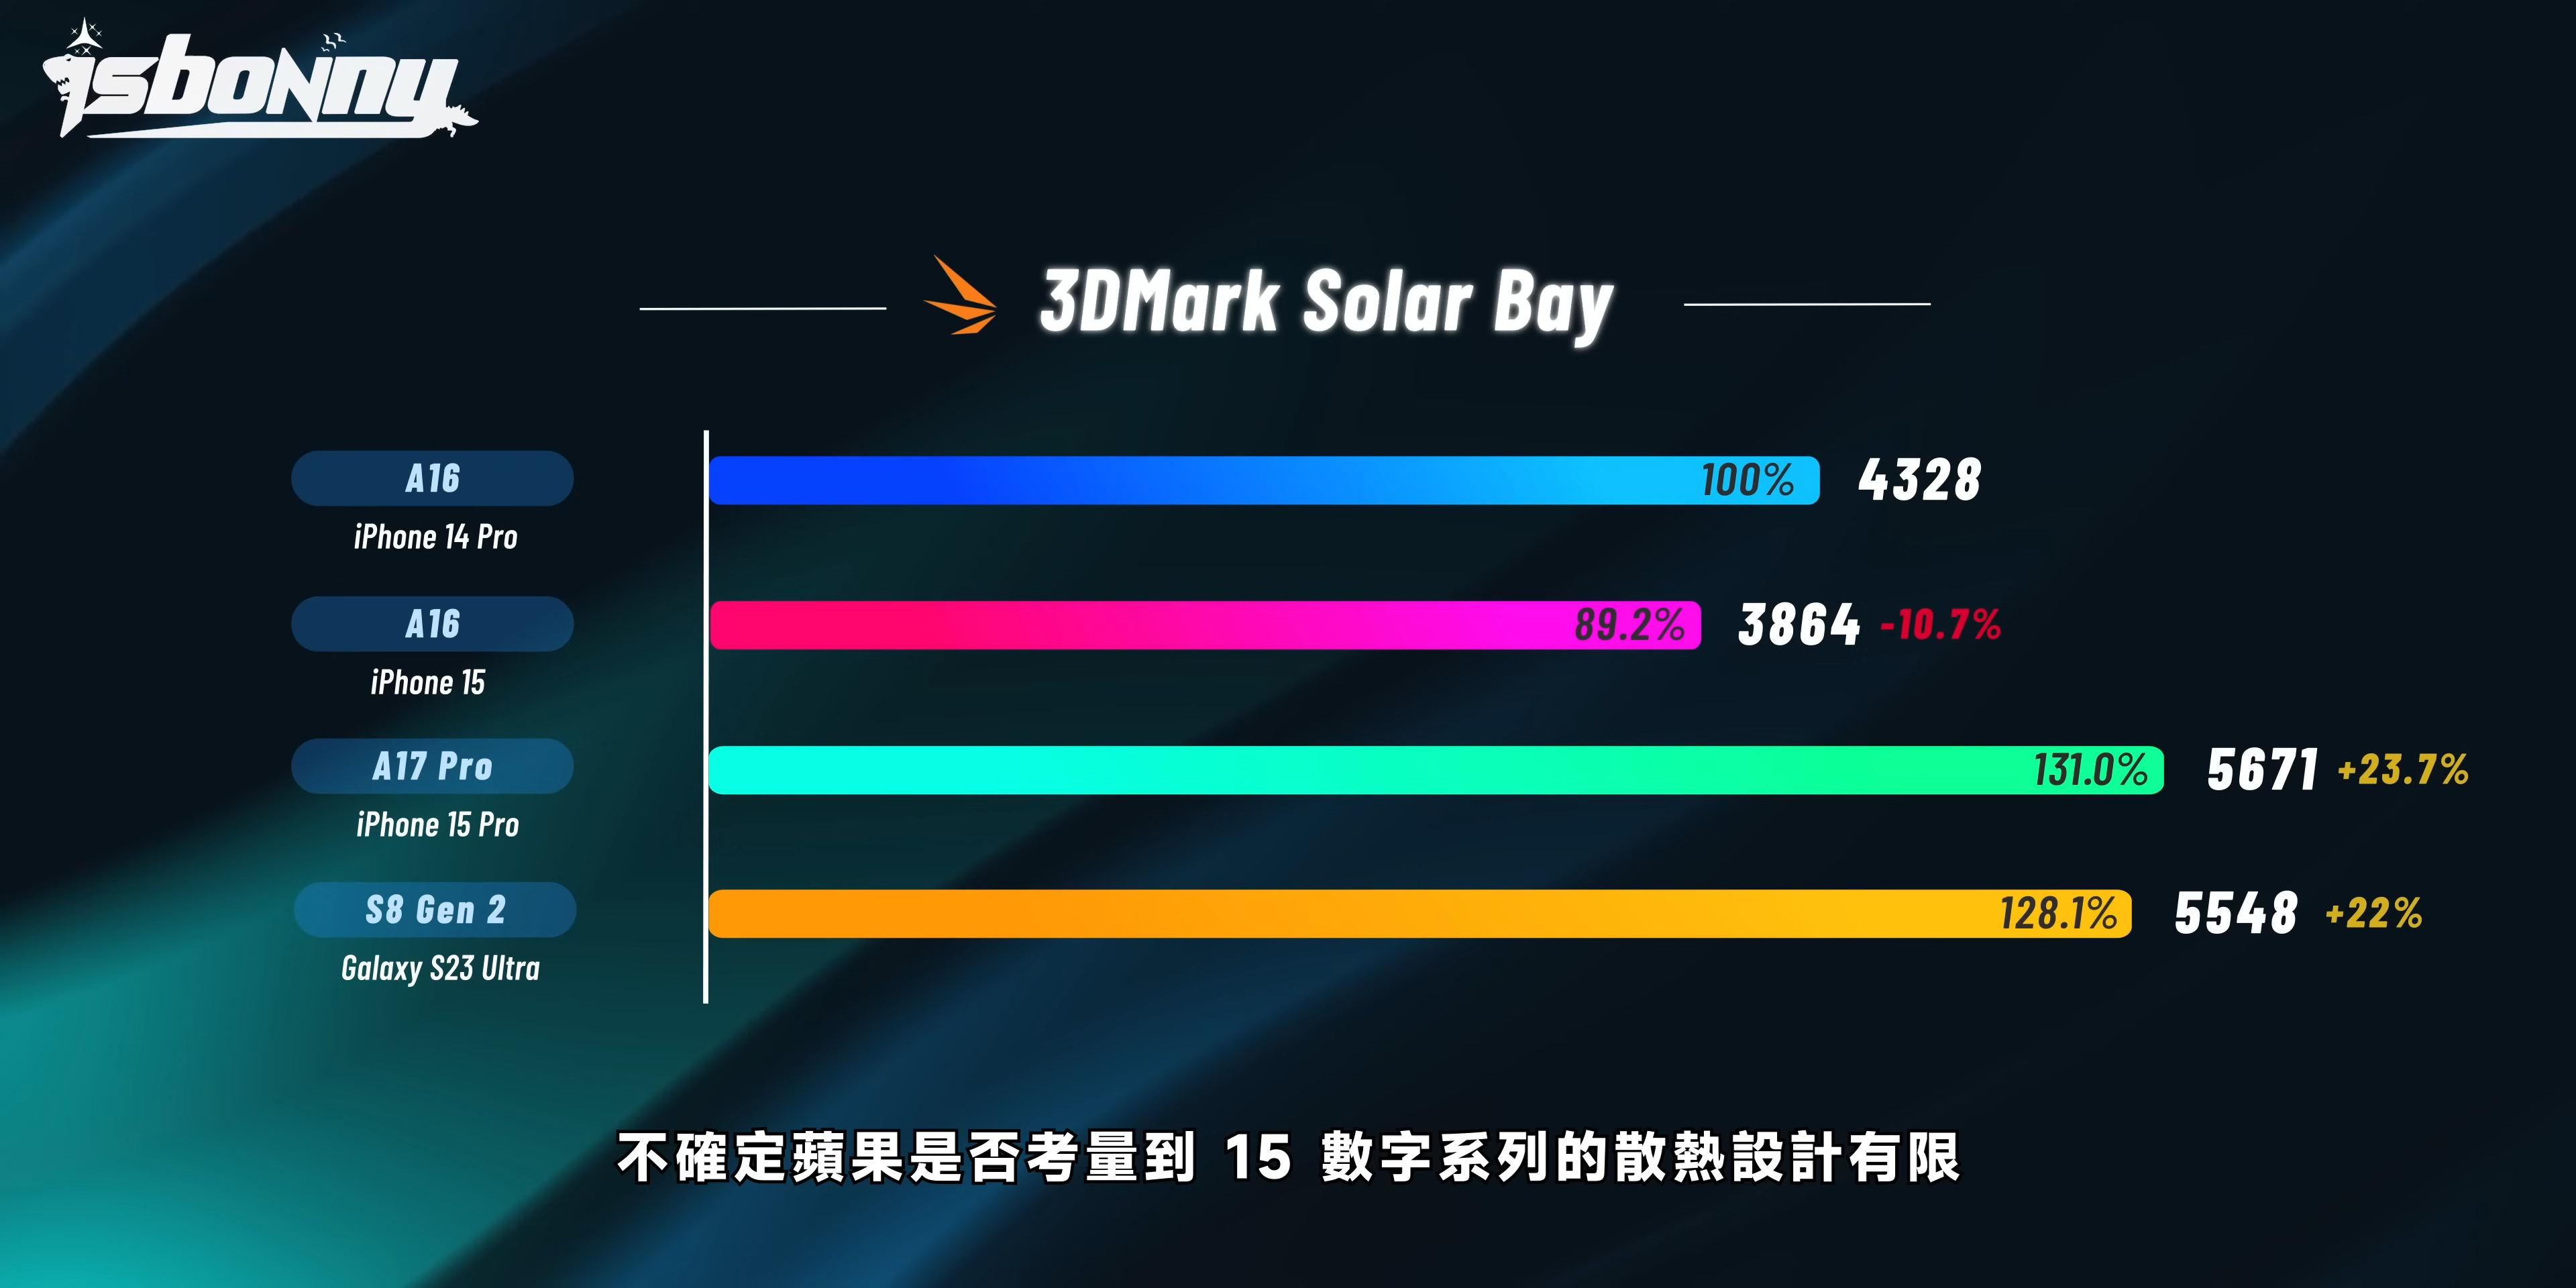 isbonny
3DMark Solar Bay
A16
iPhone 14 Pro
100%
4328
A16
iPhone 15
89.2%
3864
-10.7%
A17 Pro
iPhone 15 Pro
131.0%
5671
+23.7%
S8 Gen 2
Galaxy S23 Ultra
128.1%
5548
+22%
不確定蘋果是否考量到 15 數字系列的散熱設計有限